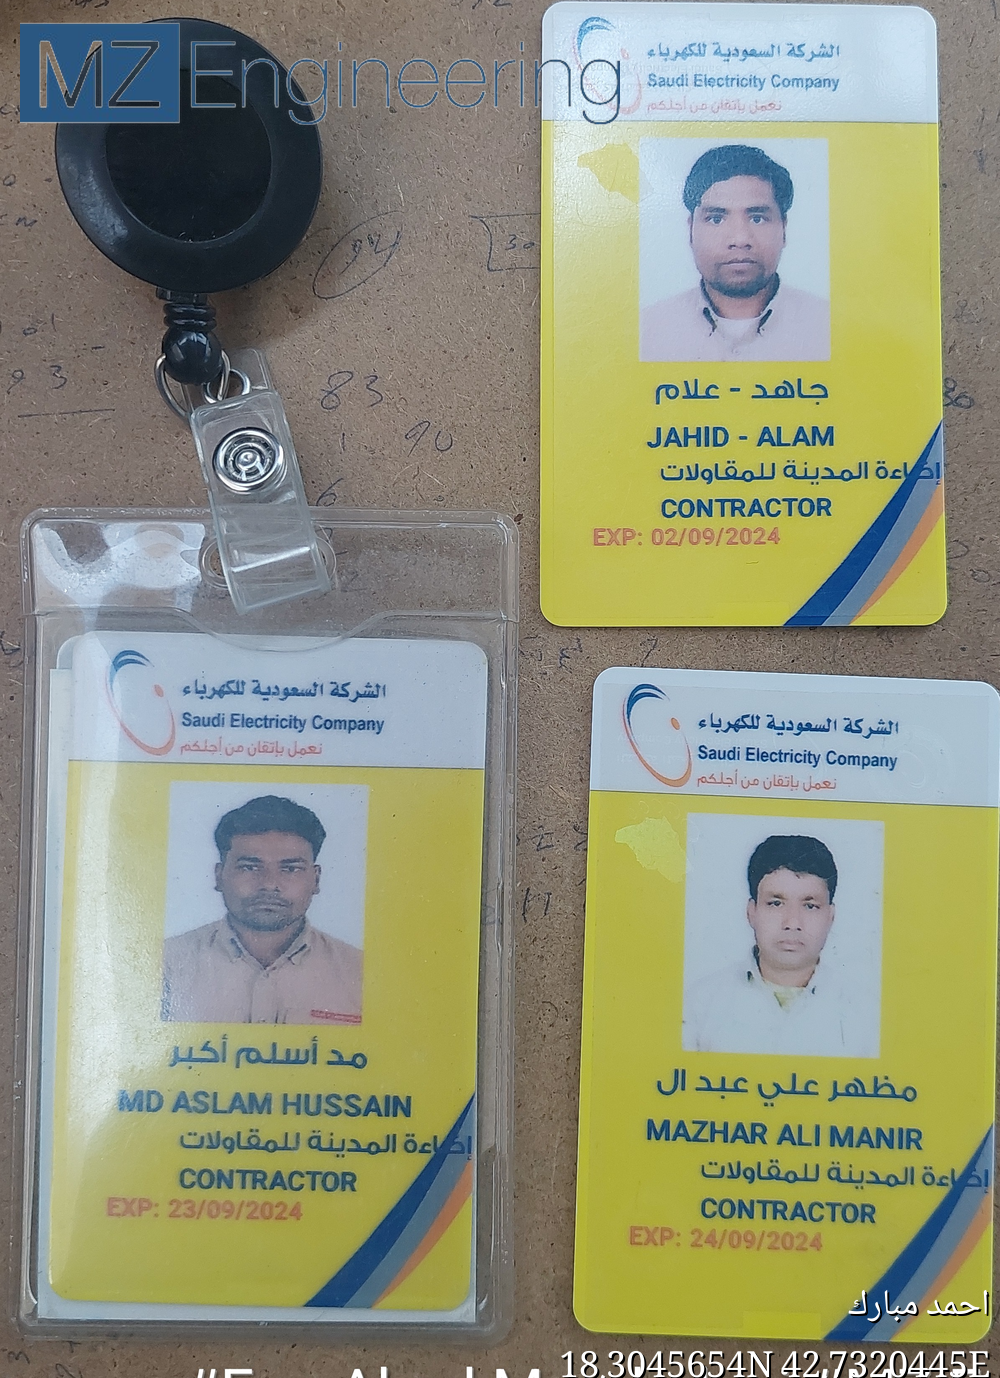 MZ Engineering
الشركة السعودية للكهرباء
Saudi Electricity Company
نعمل بإتقان من أجلكم
جاهد - علام
JAHID - ALAM
إضاءة المدينة للمقاولات
CONTRACTOR
EXP: 02/09/2024
83
90
الشركة السعودية للكهرباء
Saudi Electricity Company
نعمل بإتقان من أجلكم
مد أسلم أكبر
MD ASLAM HUSSAIN
إضاءة المدينة للمقاولات
CONTRACTOR
EXP: 23/09/2024
الشركة السعودية للكهرباء
Saudi Electricity Company
نعمل بإتقان من أجلكم
مظهر علي عبد ال
MAZHAR ALI MANIR
إضاءة المدينة للمقاولات
CONTRACTOR
EXP: 24/09/2024
احمد مبارك
18.3045654N 42.7320445E